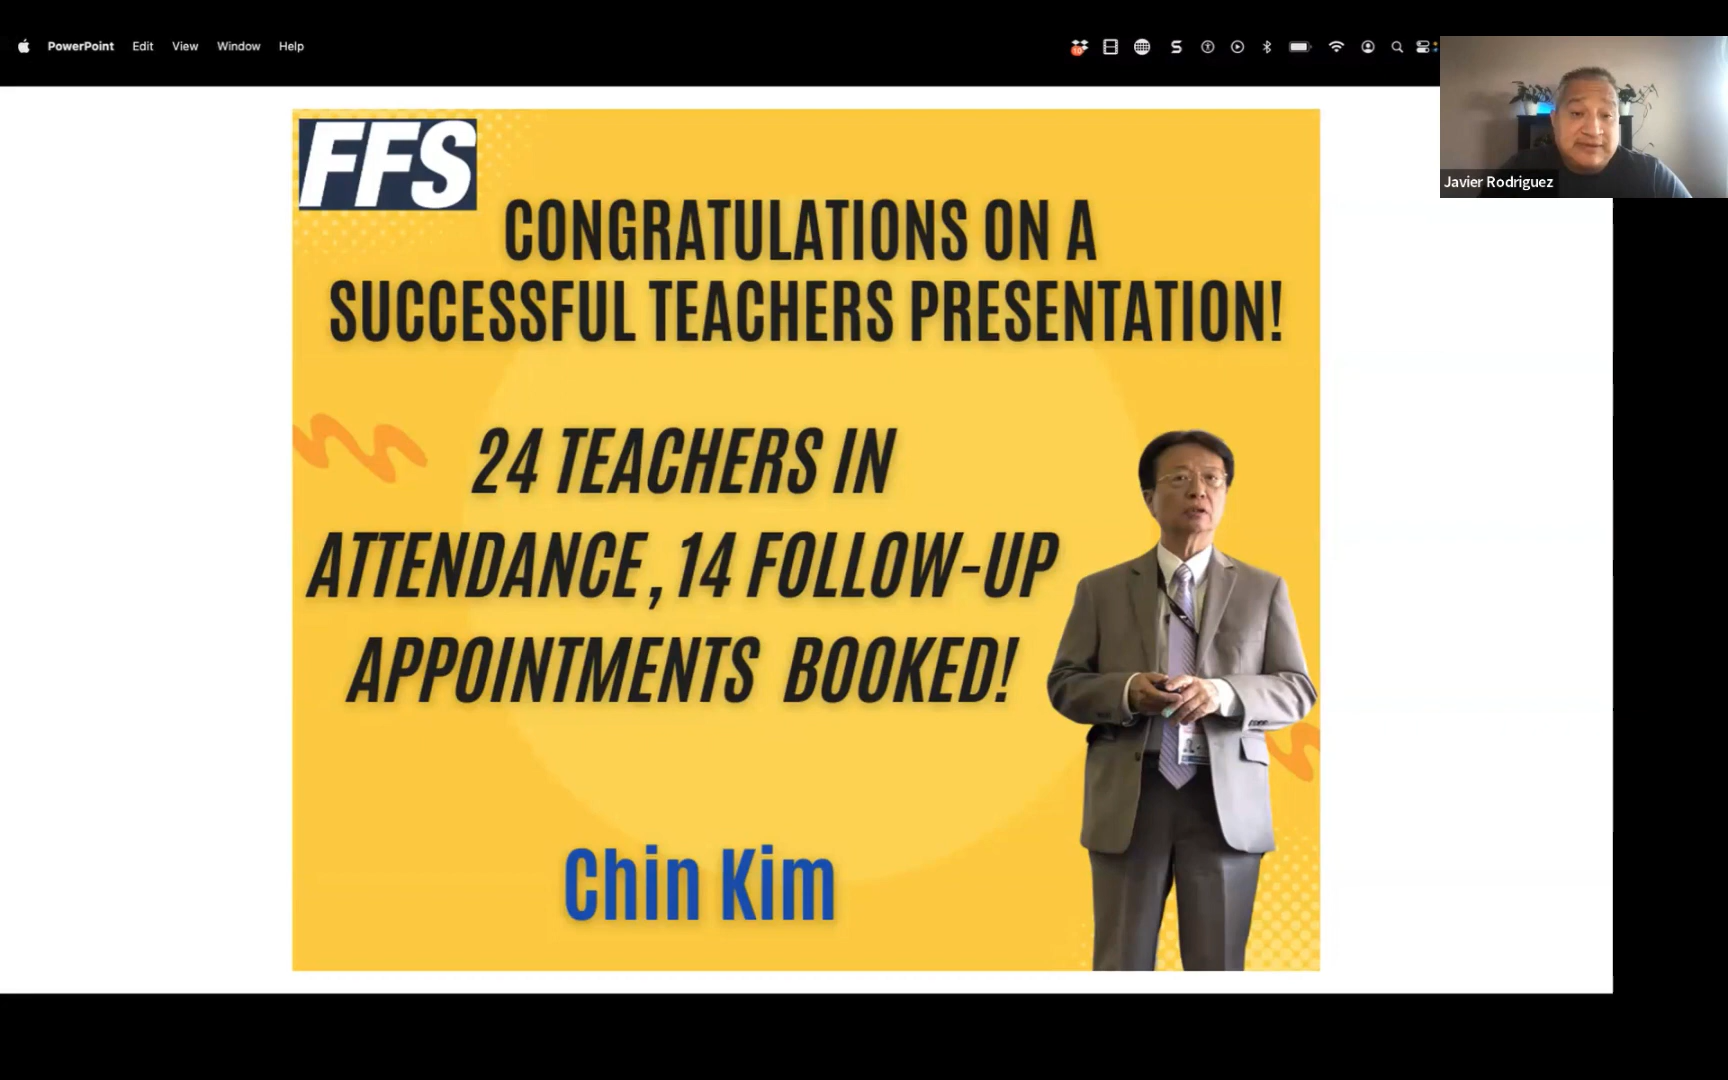 PowerPoint Edit View Window Help
Javier Rodriguez
FFS
CONGRATULATIONS ON A
SUCCESSFUL TEACHERS PRESENTATION!
24 TEACHERS IN
ATTENDANCE, 14 FOLLOW-UP
APPOINTMENTS BOOKED!
Chin Kim